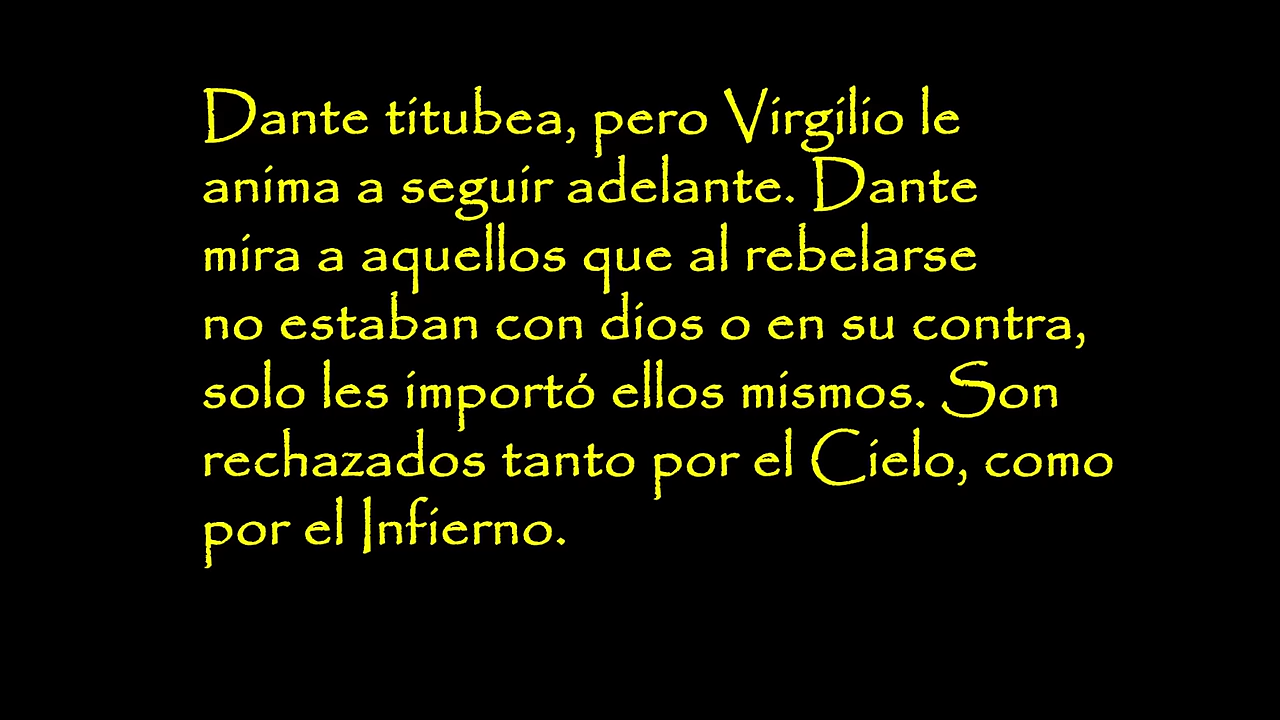 Dante titubea, pero Virgilio le
anima a seguir adelante. Dante
mira a aquellos que al rebelarse
no estaban con dios o en su contra,
solo les importó ellos mismos. Son
rechazados tanto por el Cielo, como
por el Infierno.